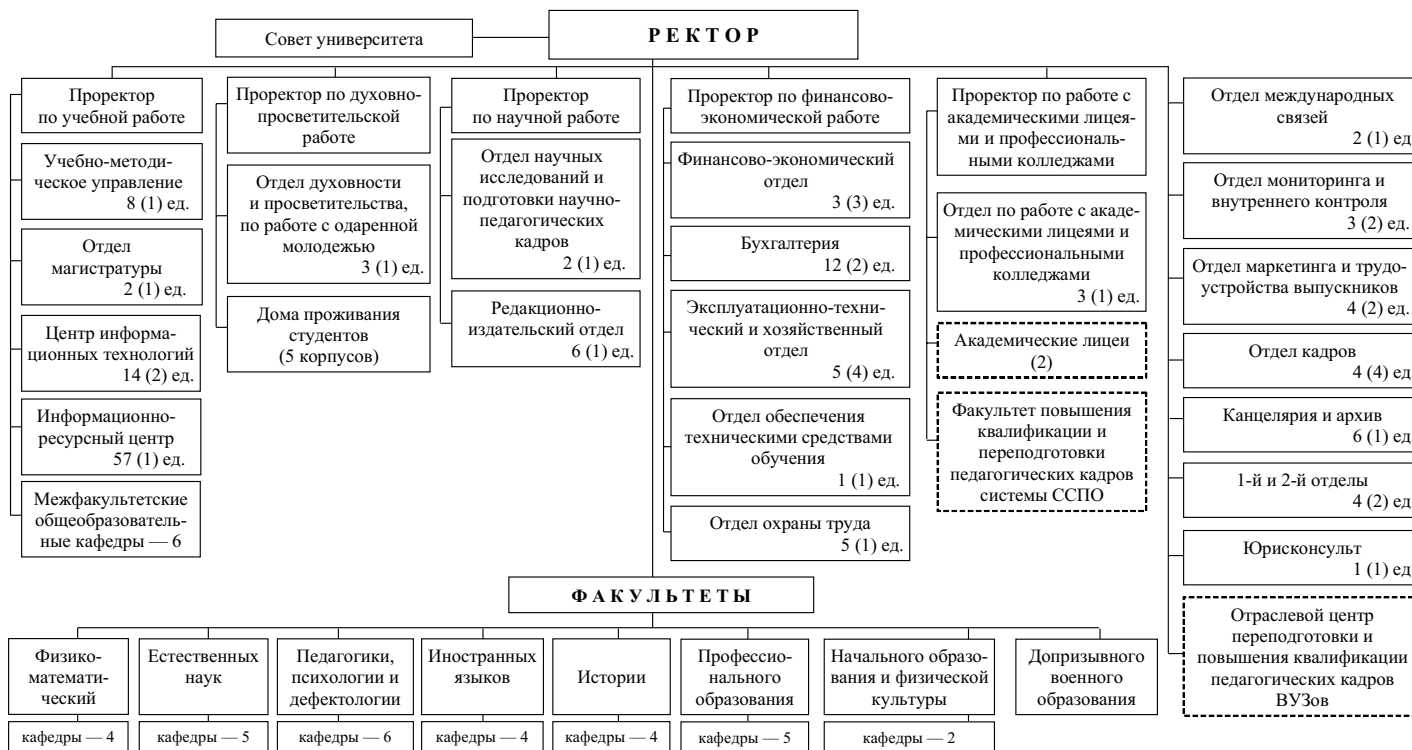 Совет университета
РЕКТОР
Проректор
по учебной работе
Учебно-методи-
ческое управление
8 (1) ед.
Отдел
магистратуры
2 (1) ед.
Центр информа-
ционных технологий
14 (2) ед.
Информационно-
ресурсный центр
57 (1) ед.
Межфакультетские
общеобразователь-
ные кафедры — 6
Проректор по духовно-
просветительской
работе
Отдел духовности
и просветительства,
по работе с одаренной
молодежью
3 (1) ед.
Дома проживания
студентов
(5 корпусов)
Проректор
по научной работе
Отдел научных
исследований и
подготовки научно-
педагогических
кадров
2 (1) ед.
Редакционно-
издательский отдел
6 (1) ед.
Проректор по финансово-
экономической работе
Финансово-экономический
отдел
3 (3) ед.
Бухгалтерия
12 (2) ед.
Эксплуатационно-техни-
ческий и хозяйственный
отдел
5 (4) ед.
Отдел обеспечения
техническими средствами
обучения
1 (1) ед.
Отдел охраны труда
5 (1) ед.
Проректор по работе с
академическими лицея-
ми и профессиональ-
ными колледжами
Отдел по работе с акаде-
мическими лицеями и
профессиональными
колледжами
3 (1) ед.
Академические лицеи
(2)
Факультет повышения
квалификации и
переподготовки
педагогических кадров
системы ССПО
Отдел международных
связей
2 (1) ед.
Отдел мониторинга и
внутреннего контроля
3 (2) ед.
Отдел маркетинга и трудо-
устройства выпускников
4 (2) ед.
Отдел кадров
4 (4) ед.
Канцелярия и архив
6 (1) ед.
1-й и 2-й отделы
4 (2) ед.
Юрисконсульт
1 (1) ед.
Отраслевой центр
переподготовки и
повышения квалификации
педагогических кадров
ВУЗов
ФАКУЛЬТЕТЫ
Физико-
математи-
ческий
кафедры — 4
Естественных
наук
кафедры — 5
Педагогики,
психологии и
дефектологии
кафедры — 6
Иностранных
языков
кафедры — 4
Истории
кафедры — 4
Профессио-
нального
образования
кафедры — 5
Начального образо-
вания и физической
культуры
кафедры — 2
Допризывного
военного
образования